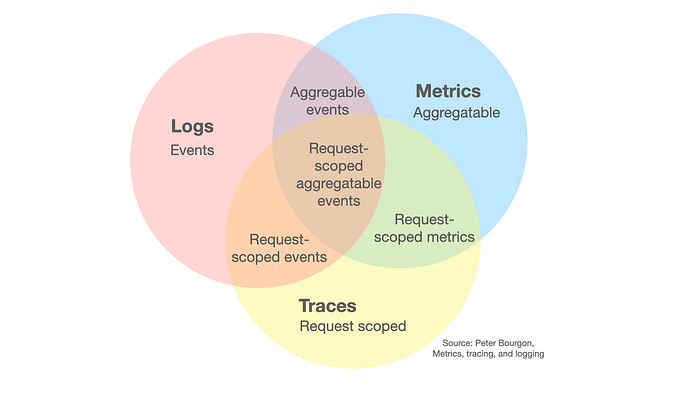 Metrics
Aggregatable
Aggregable
events
Logs
Events
Request-
scoped
aggregatable
events
Request-
scoped metrics
Request-
scoped events
Traces
Request scoped
Source: Peter Bourgon,
Metrics, tracing, and logging